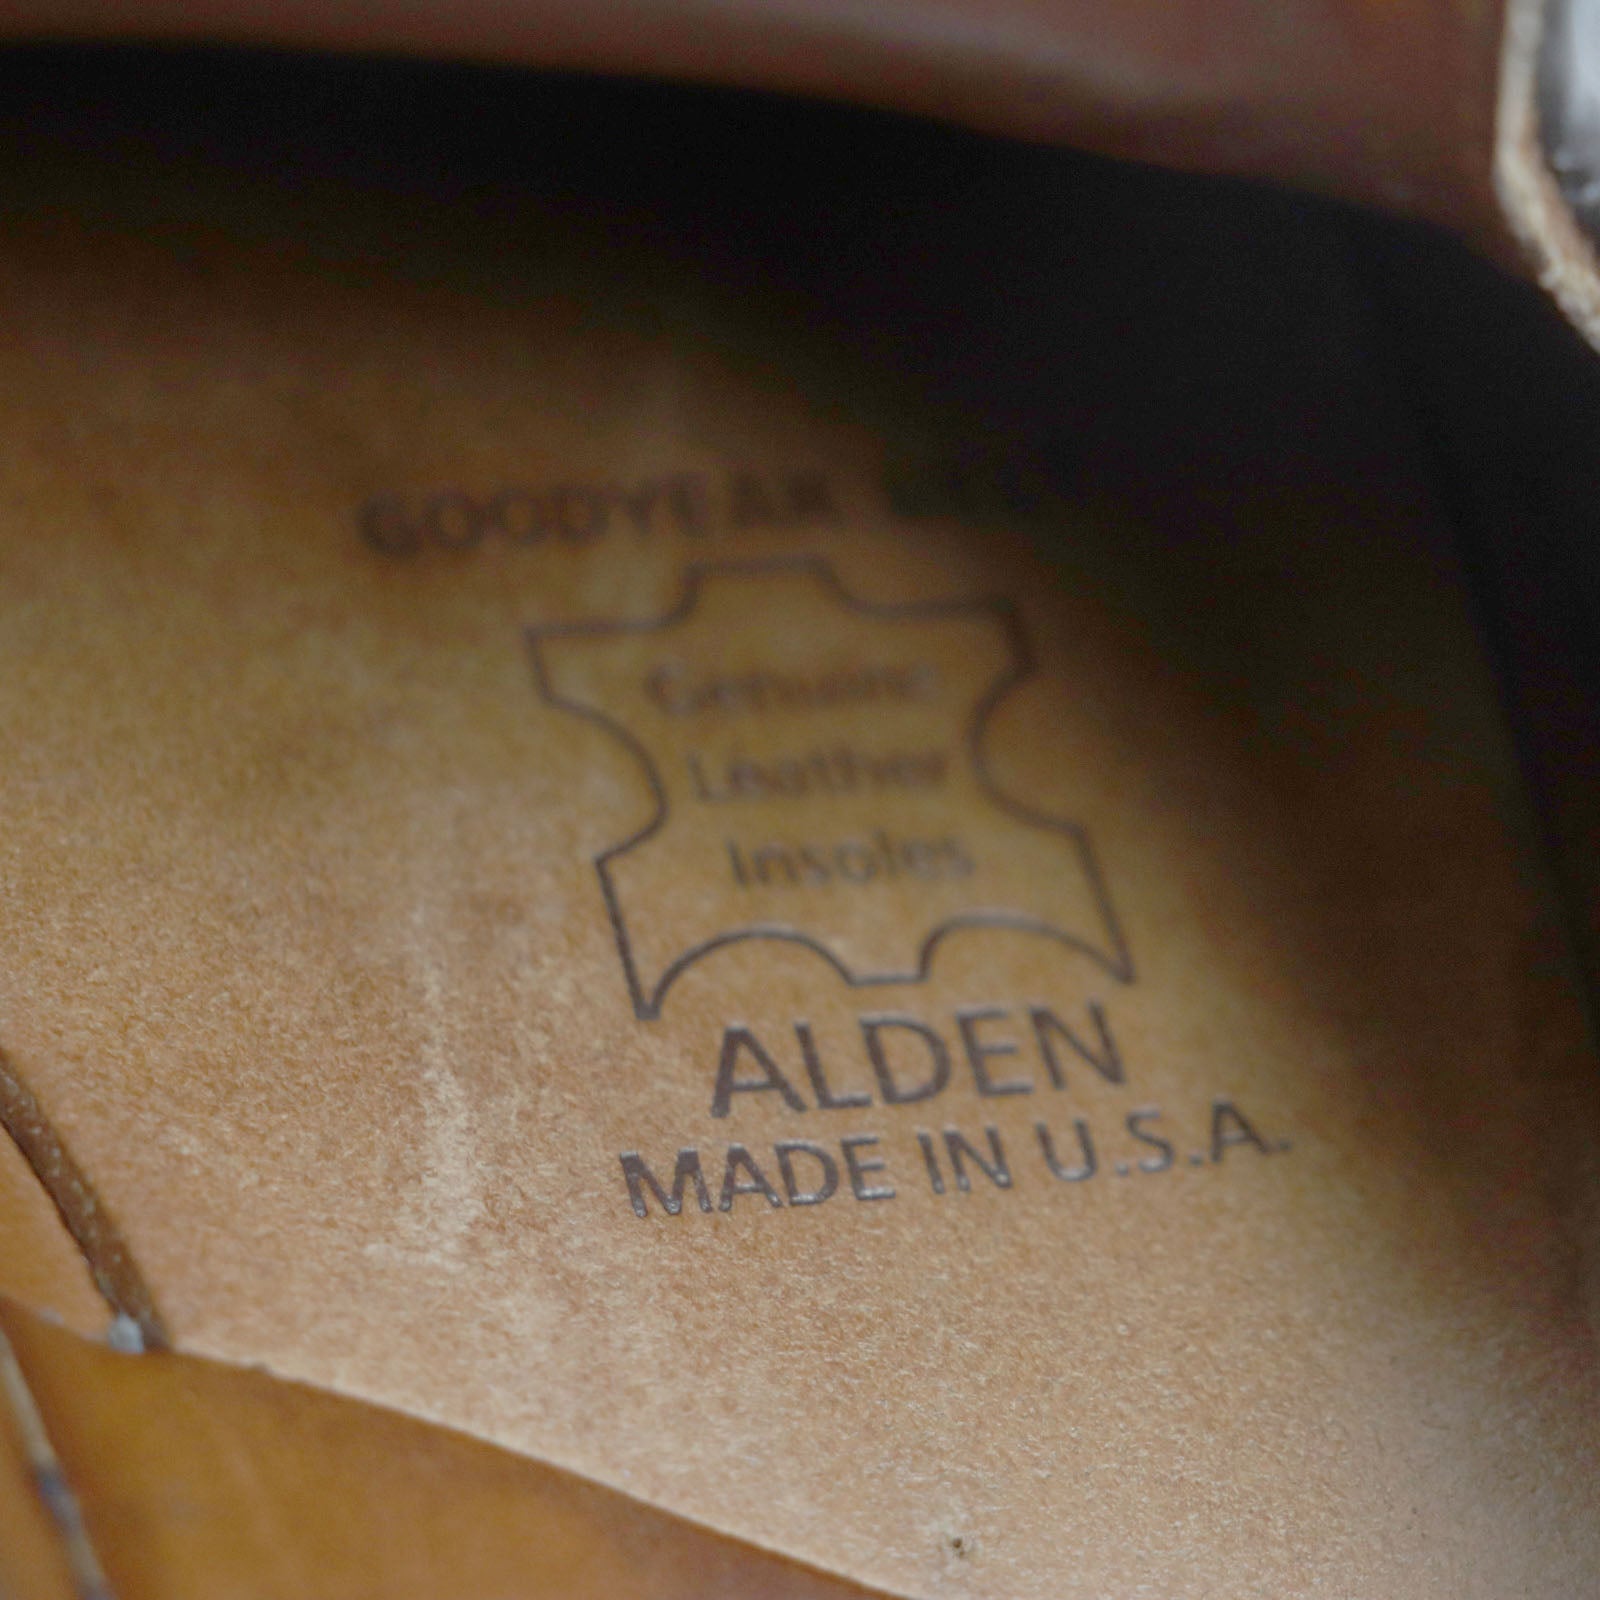 GOODYEAR
Genuine
Leather
Insoles
ALDEN
MADE IN U.S.A.